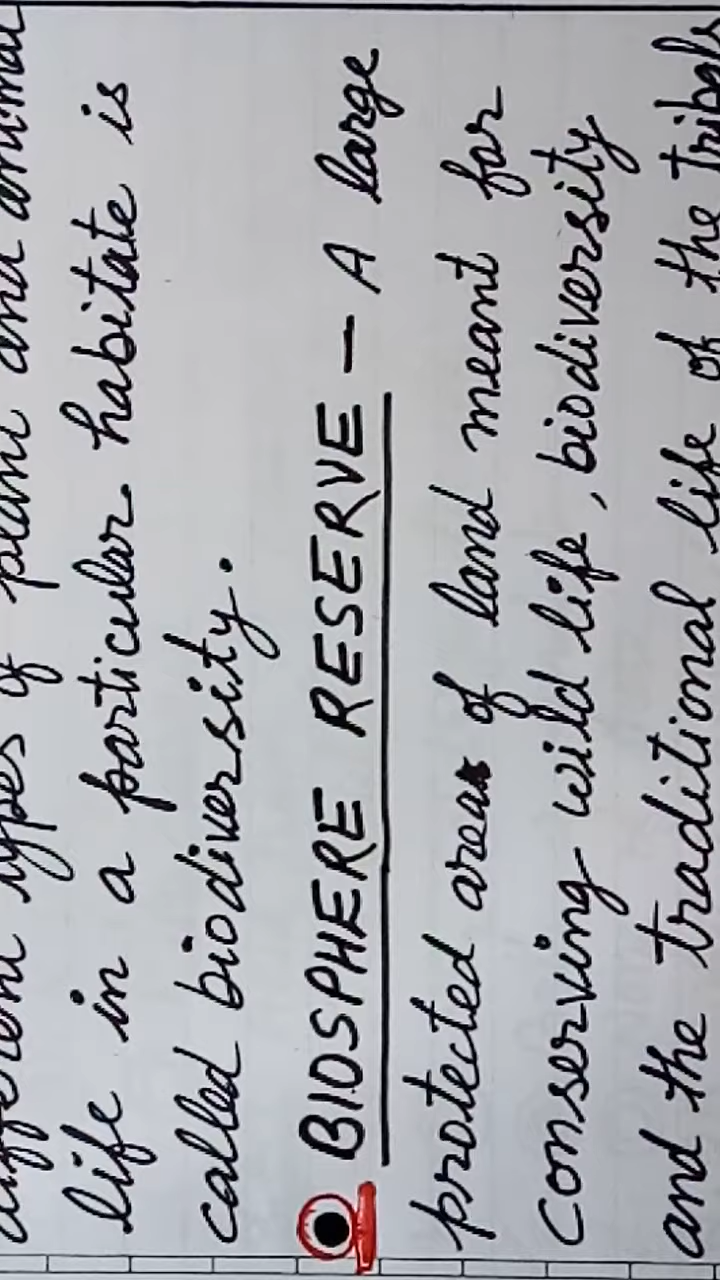 different types of plant and animal
life in a particular habitate is
called biodiversity.
BIOSPHERE RESERVE – A large
protected area of land meant for
conserving wild life, biodiversity
and the traditional life of the tribals